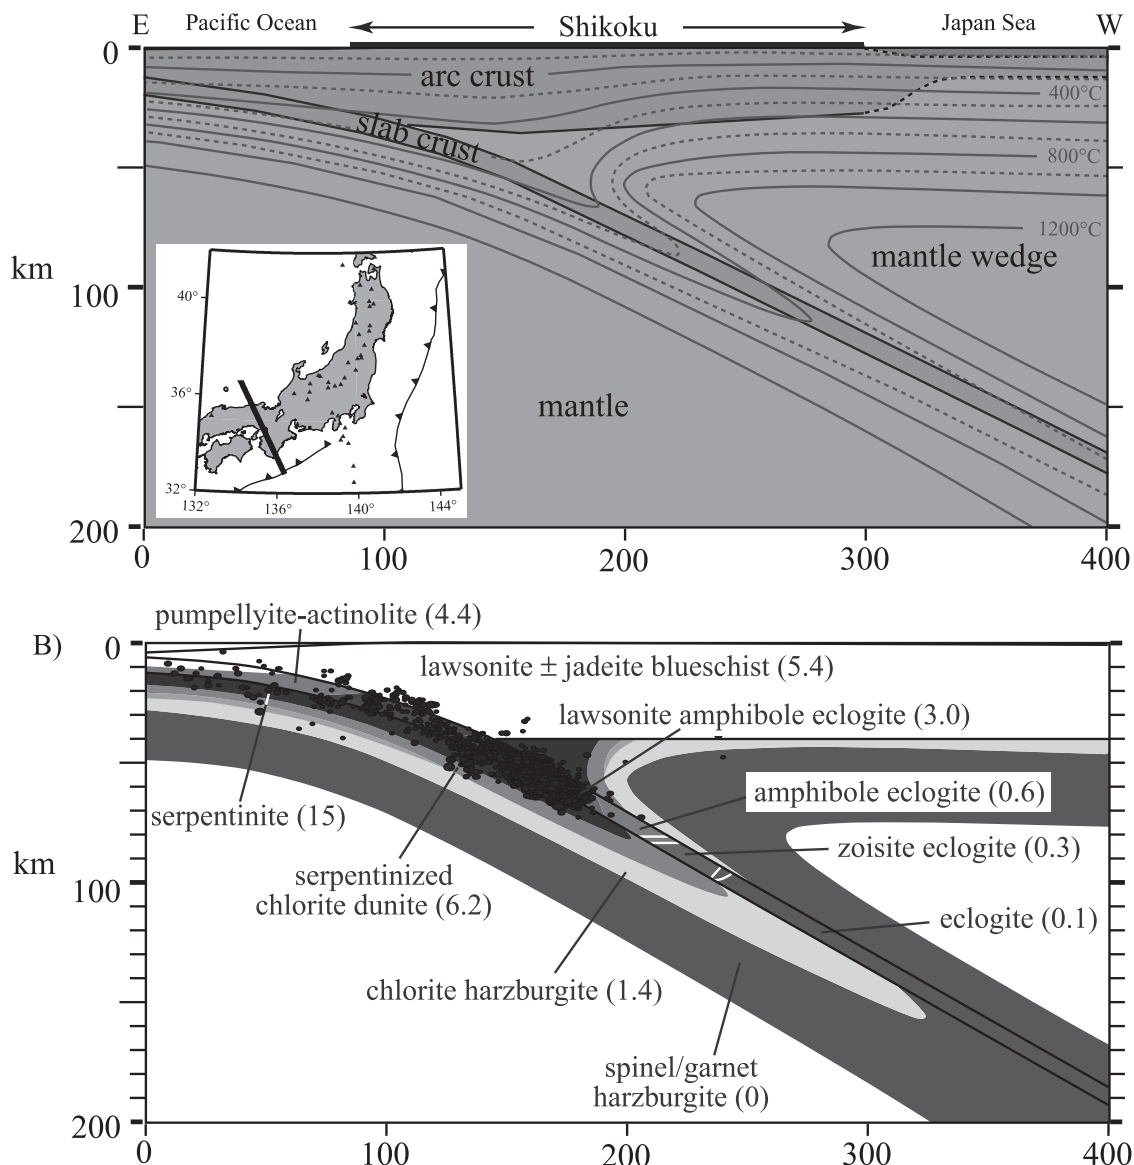 E Pacific Ocean Shikoku Japan Sea W
0
arc crust
400°C
slab crust
800°C
1200°C
mantle wedge
km
100
40°
36°
mantle
32°
132° 136° 140° 144°
200
0 100 200 300 400
pumpellyite-actinolite (4.4)
B) 0
lawsonite ± jadeite blueschist (5.4)
lawsonite amphibole eclogite (3.0)
amphibole eclogite (0.6)
serpentinite (15)
zoisite eclogite (0.3)
km
serpentinized
chlorite dunite (6.2)
100
eclogite (0.1)
chlorite harzburgite (1.4)
spinel/garnet
harzburgite (0)
200
0 100 200 300 400